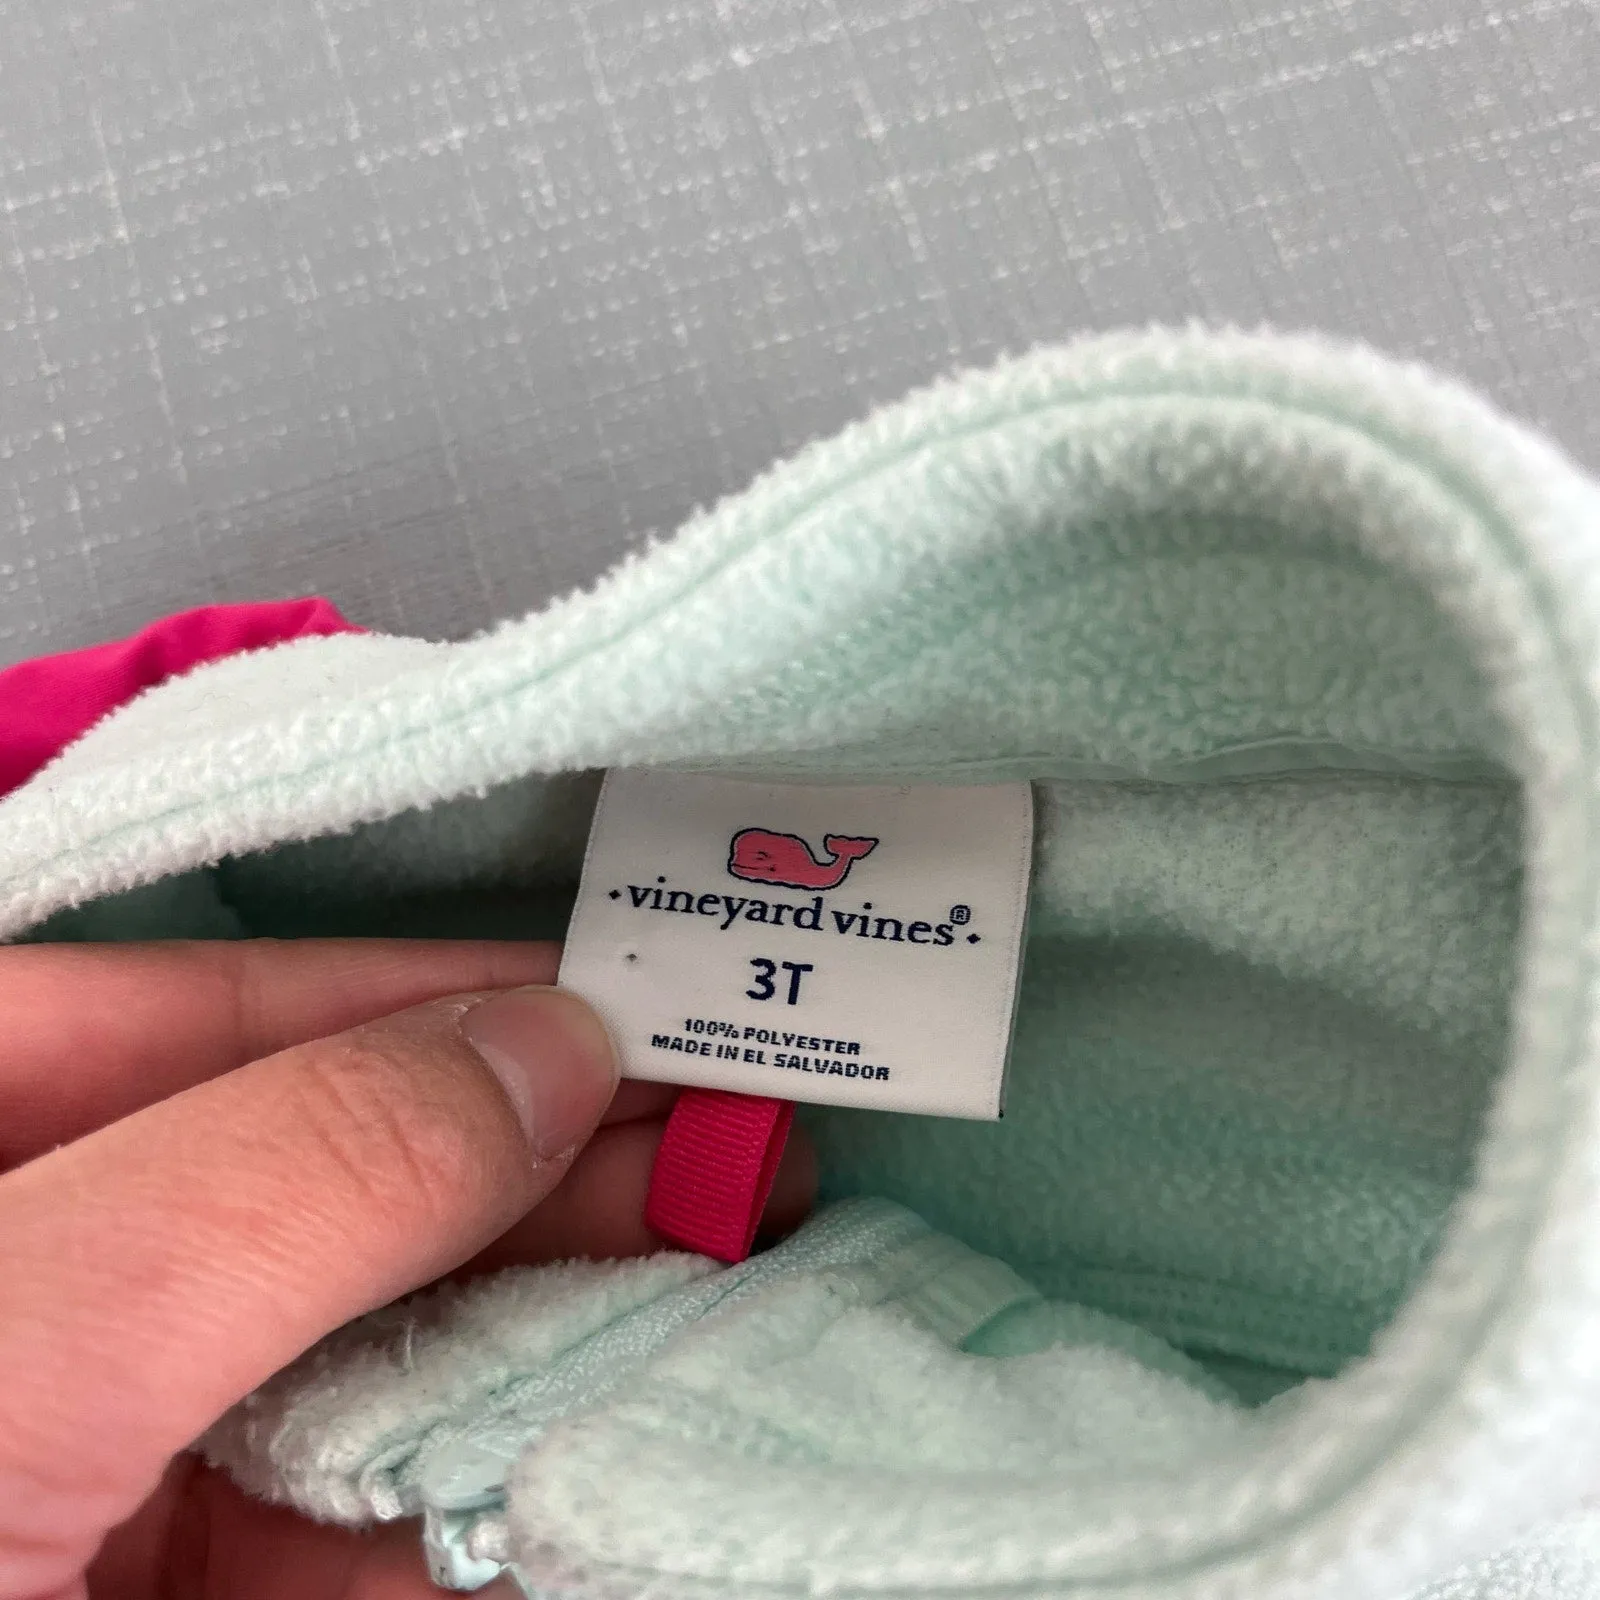 vineyard vines®
3T
100% POLYESTER
MADE IN EL SALVADOR